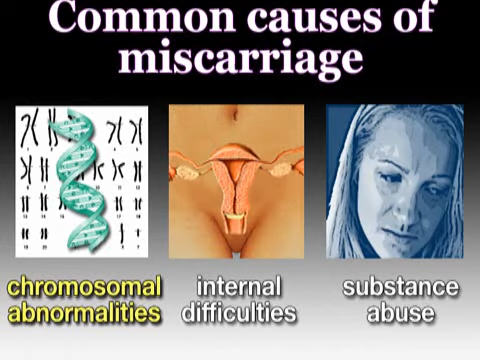 Common causes of
miscarriage
chromosomal
abnormalities
internal
difficulties
substance
abuse